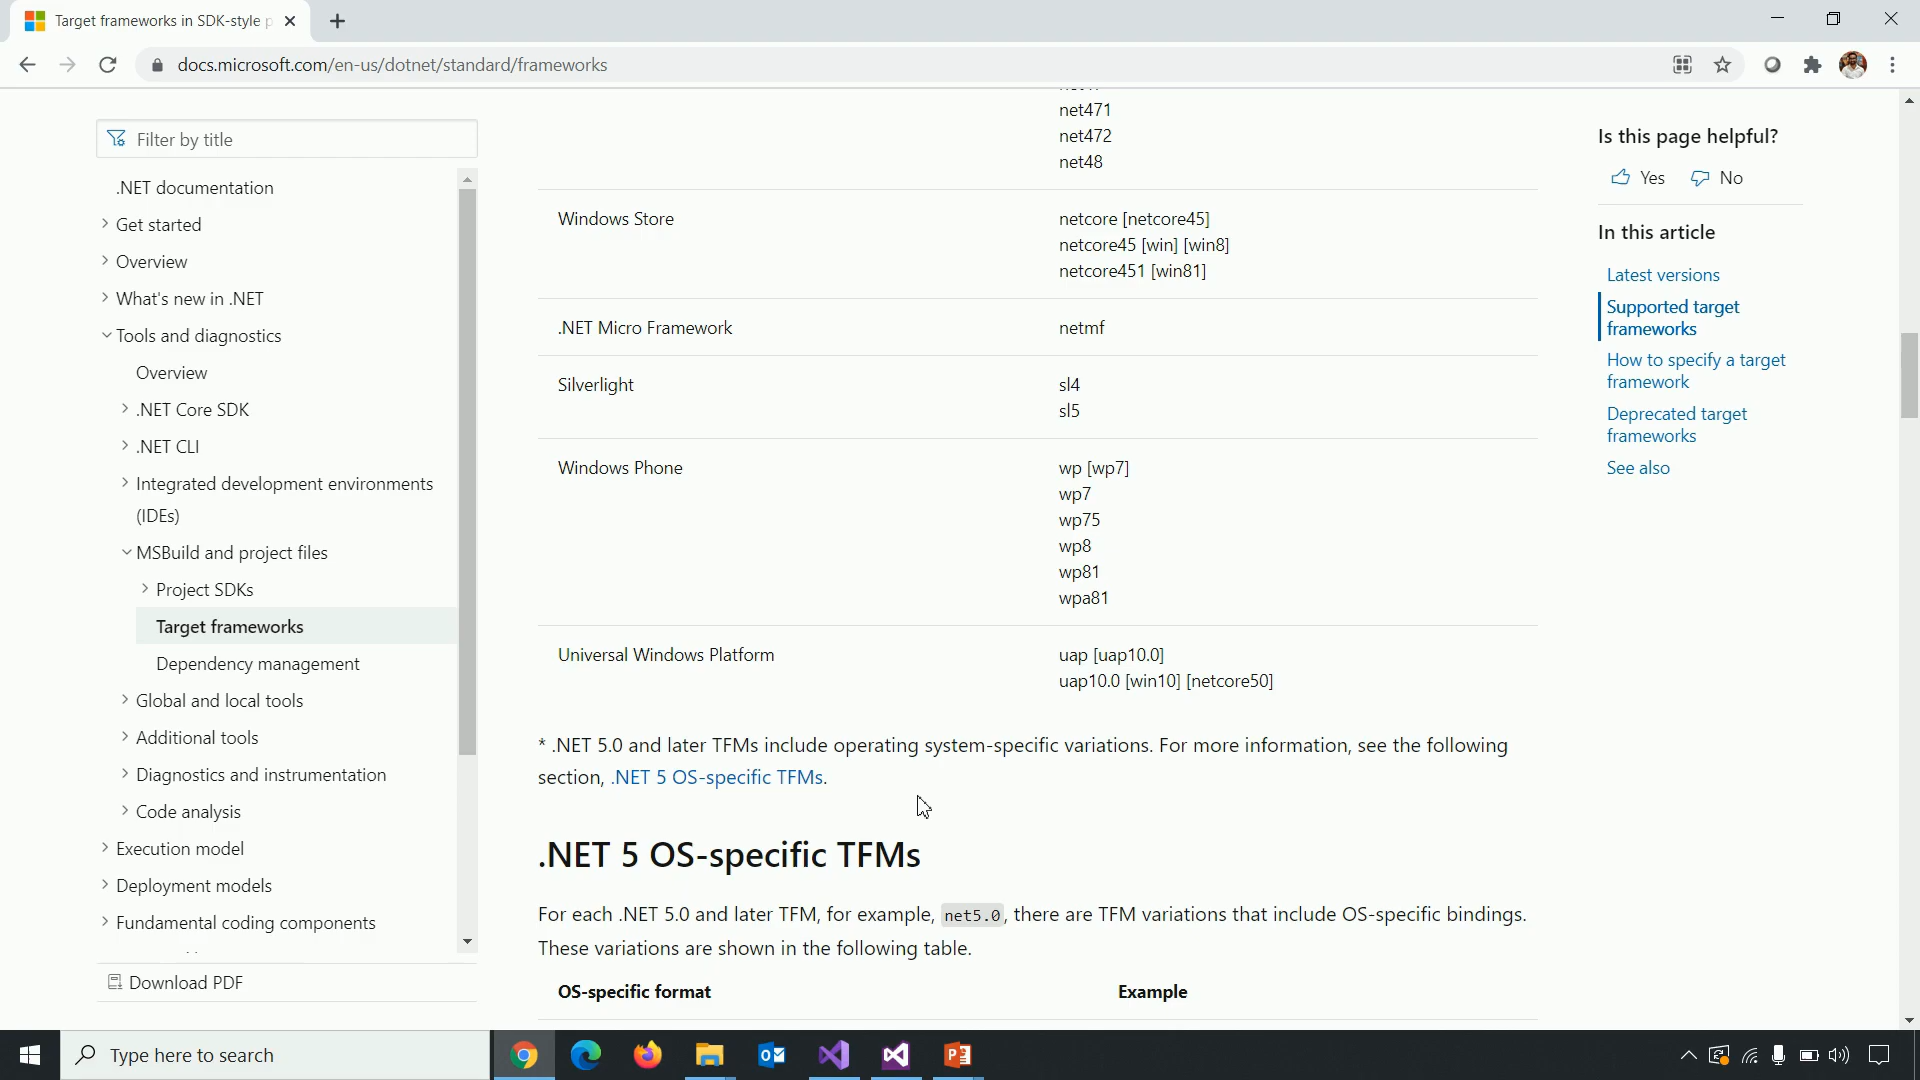 Target frameworks in SDK-style p
docs.microsoft.com/en-us/dotnet/standard/frameworks
Filter by title
.NET documentation
Get started
Overview
What's new in .NET
Tools and diagnostics
Overview
.NET Core SDK
.NET CLI
Integrated development environments
(IDEs)
MSBuild and project files
Project SDKs
Target frameworks
Dependency management
Global and local tools
Additional tools
Diagnostics and instrumentation
Code analysis
Execution model
Deployment models
Fundamental coding components
Download PDF
net471
net472
net48
Windows Store
netcore [netcore45]
netcore45 [win] [win8]
netcore451 [win81]
.NET Micro Framework
netmf
Silverlight
sl4
sl5
Windows Phone
wp [wp7]
wp7
wp75
wp8
wp81
wpa81
Universal Windows Platform
uap [uap10.0]
uap10.0 [win10] [netcore50]
* .NET 5.0 and later TFMs include operating system-specific variations. For more information, see the following
section, .NET 5 OS-specific TFMs.
.NET 5 OS-specific TFMs
For each .NET 5.0 and later TFM, for example, net5.0, there are TFM variations that include OS-specific bindings.
These variations are shown in the following table.
OS-specific format
Example
Is this page helpful?
Yes
No
In this article
Latest versions
Supported target
frameworks
How to specify a target
framework
Deprecated target
frameworks
See also
Type here to search